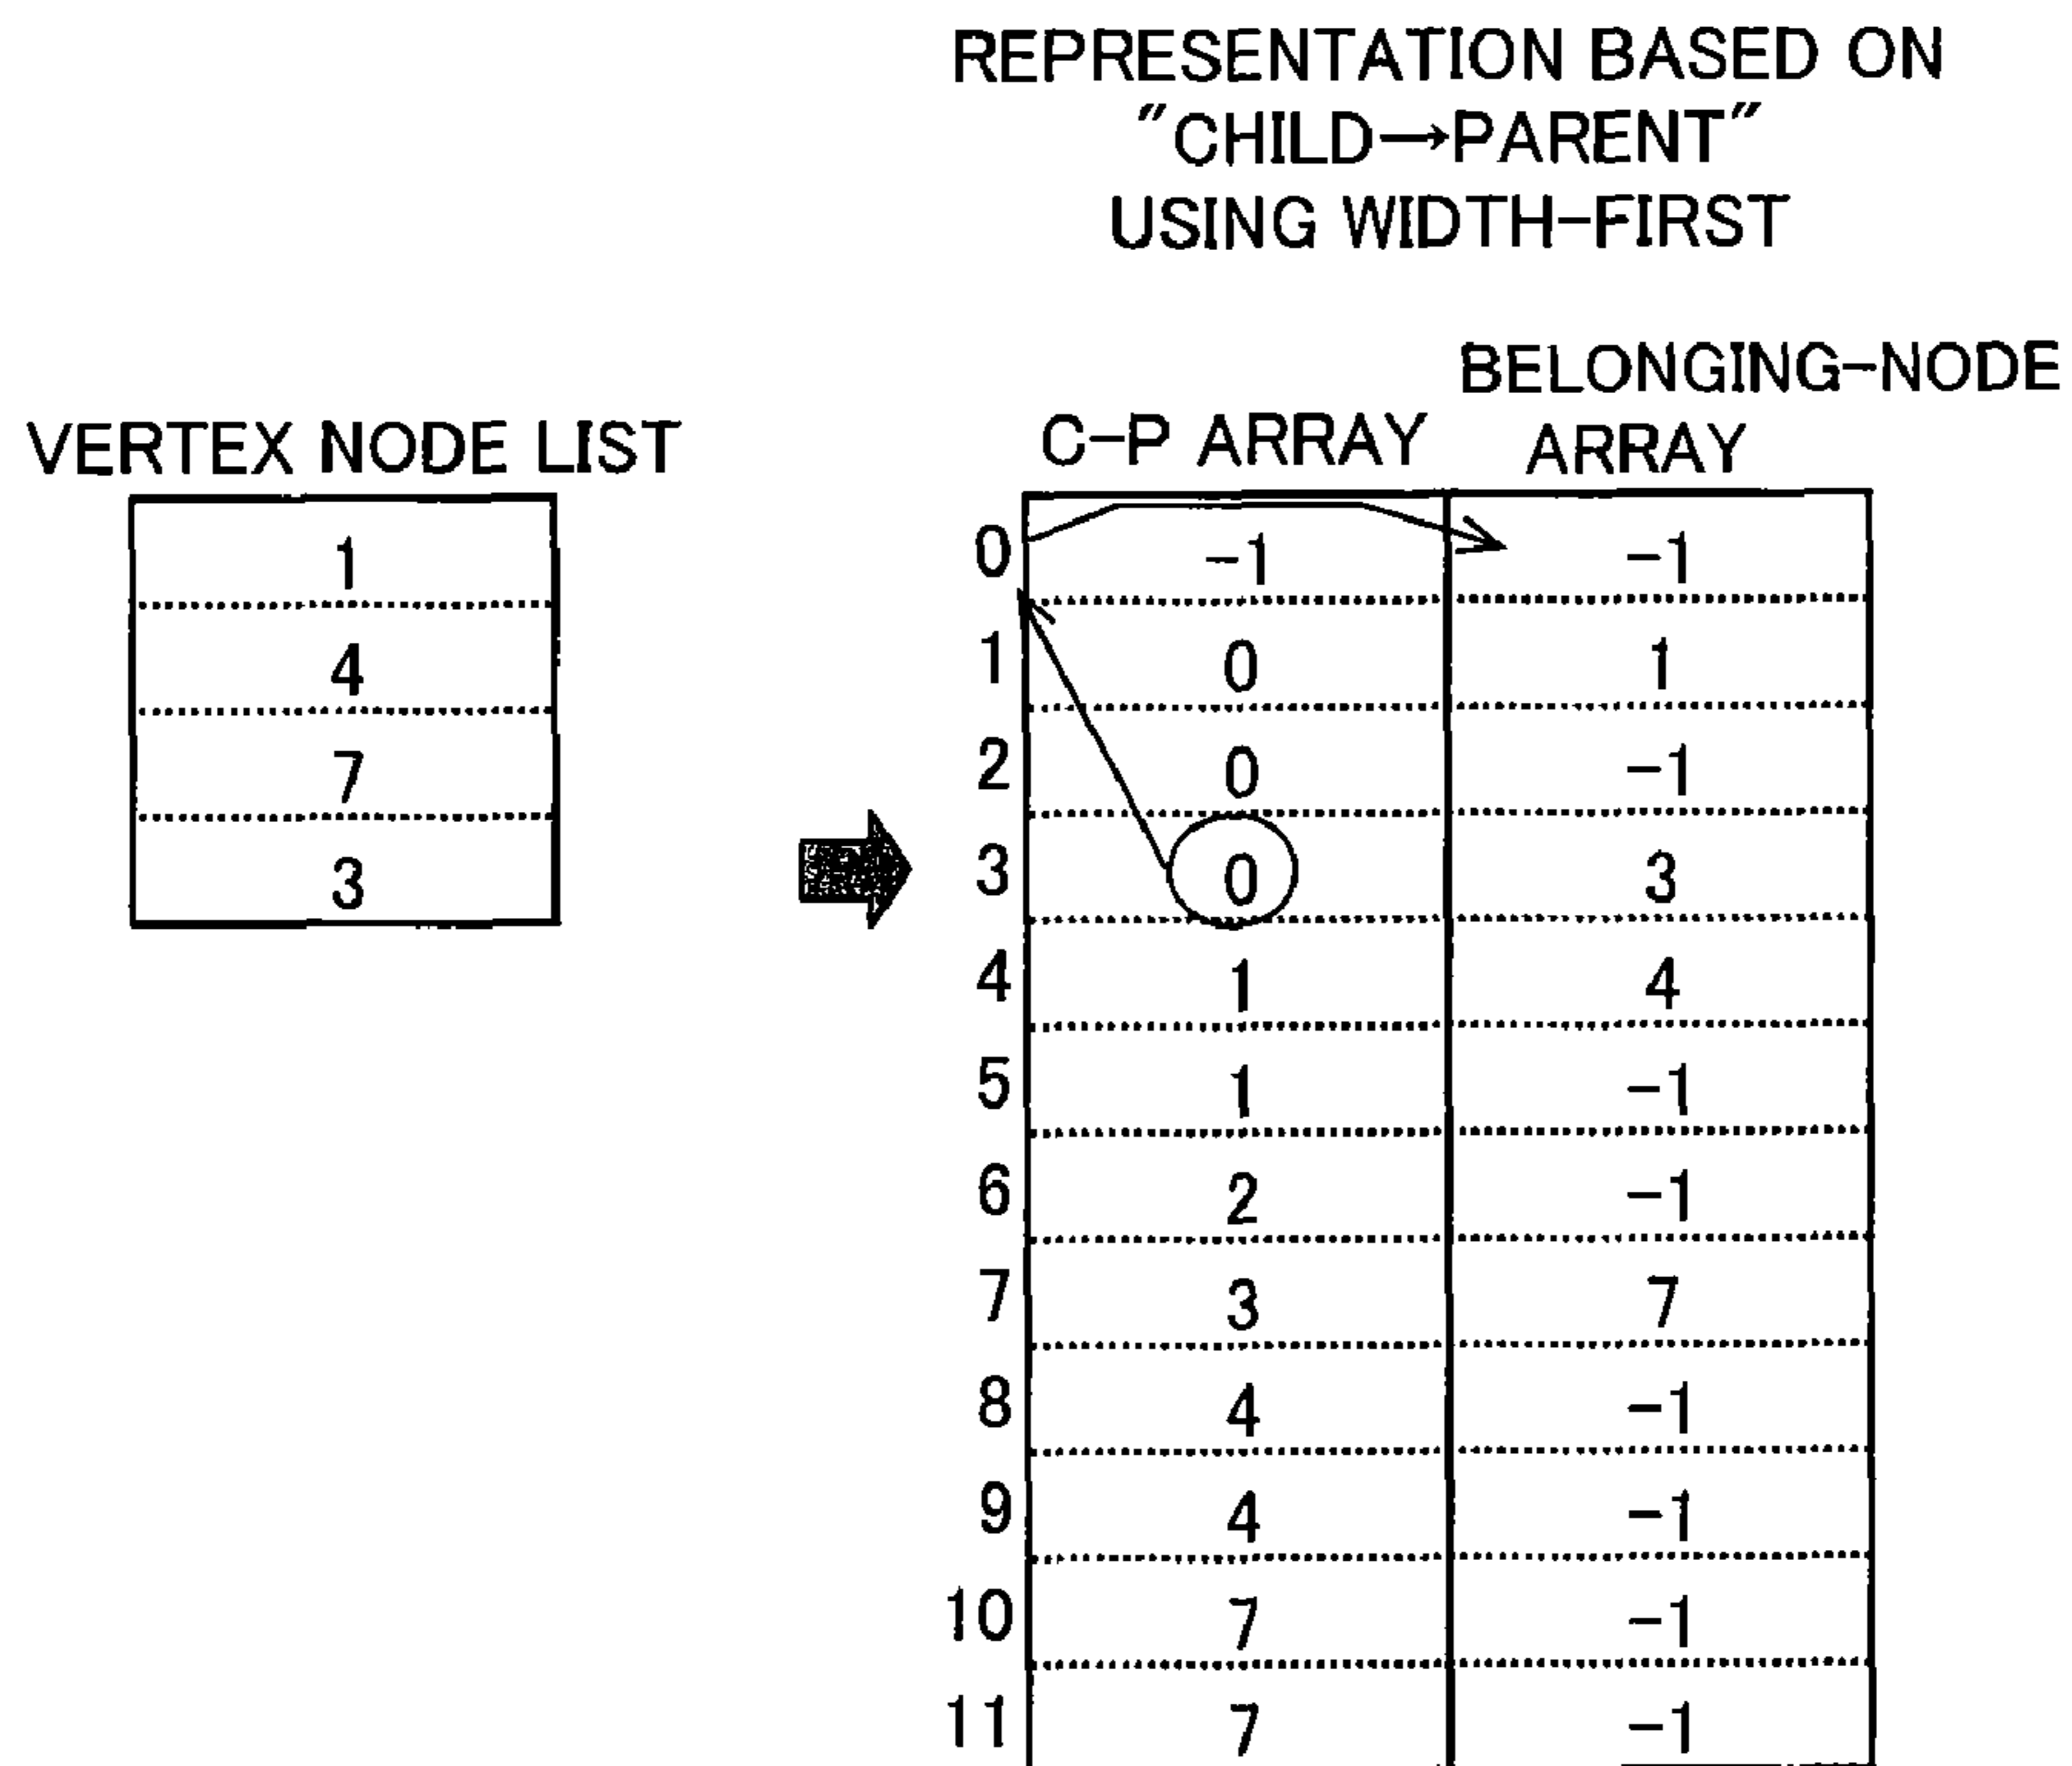 REPRESENTATION BASED ON
"CHILD→PARENT"
USING WIDTH-FIRST
VERTEX NODE LIST
1
4
7
3
C-P ARRAY
BELONGING-NODE
ARRAY
0 -1 -1
1 0 1
2 0 -1
3 0 3
4 1 4
5 1 -1
6 2 -1
7 3 7
8 4 -1
9 4 -1
10 7 -1
11 7 -1